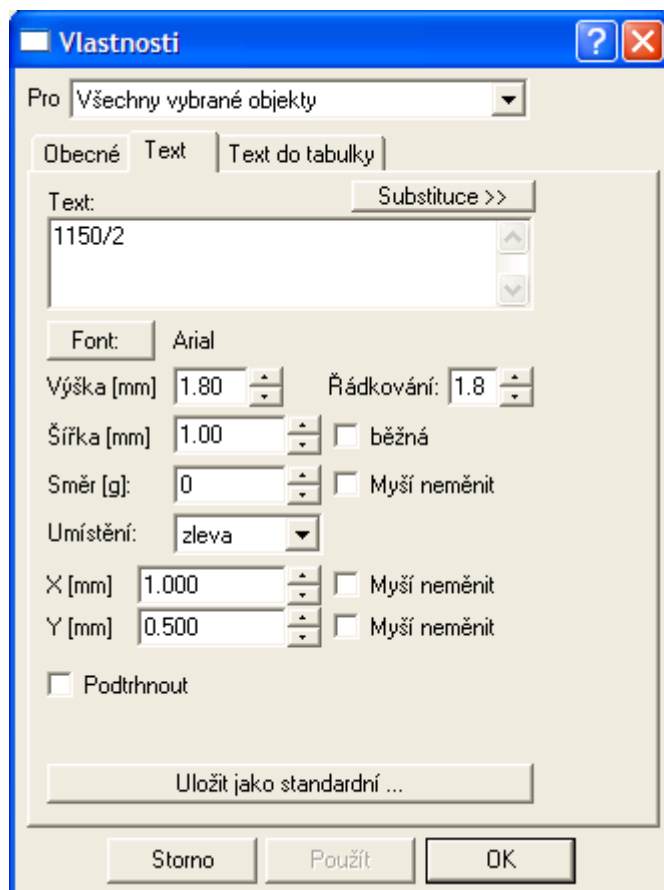 Vlastnosti
Pro Všechny vybrané objekty
Obecné Text Text do tabulky
Text: Substituce >>
1150/2
Font: Arial
Výška [mm] 1.80 Řádkování: 1.8
Šířka [mm] 1.00 běžná
Směr [g]: 0 Myší neměnit
Umístění: zleva
X [mm] 1.000 Myší neměnit
Y [mm] 0.500 Myší neměnit
Podtrhnout
Uložit jako standardní ...
Storno Použít OK